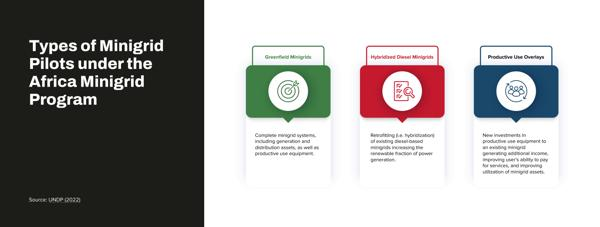 Types of Minigrid
Pilots under the
Africa Minigrid
Program
Source: UNDP (2022)
Greenfield Minigrids
Complete minigrid systems,
including generation and
distribution assets, as well as
productive use equipment.
Hybridized Diesel Minigrids
Retrofitting (i.e. hybridization)
of existing diesel-based
minigrids increasing the
renewable fraction of power
generation.
Productive Use Overlays
New investments in
productive use equipment to
an existing minigrid
generating additional income,
improving user's ability to pay
for services, and improving
utilization of minigrid assets.